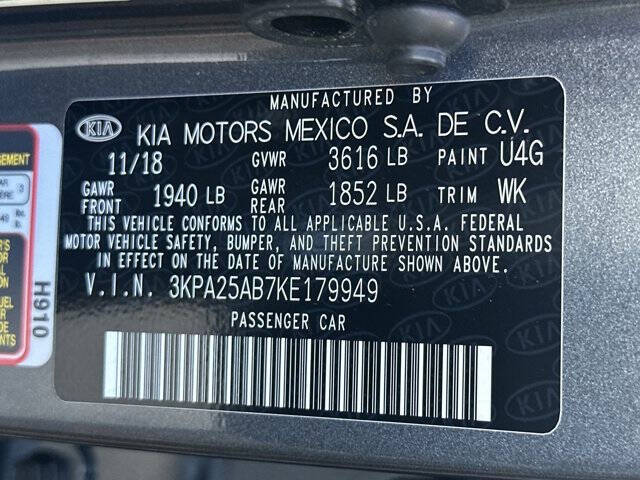 MANUFACTURED BY
KIA KIA MOTORS MEXICO S.A. DE C.V.
11/18 GVWR 3616 LB PAINT U4G
GAWR FRONT 1940 LB GAWR REAR 1852 LB TRIM WK
THIS VEHICLE CONFORMS TO ALL APPLICABLE U.S.A. FEDERAL
MOTOR VEHICLE SAFETY, BUMPER, AND THEFT PREVENTION STANDARDS
IN EFFECT ON THE DATE OF MANUFACTURE SHOWN ABOVE.
V.I.N. 3KPA25AB7KE179949
PASSENGER CAR
H910